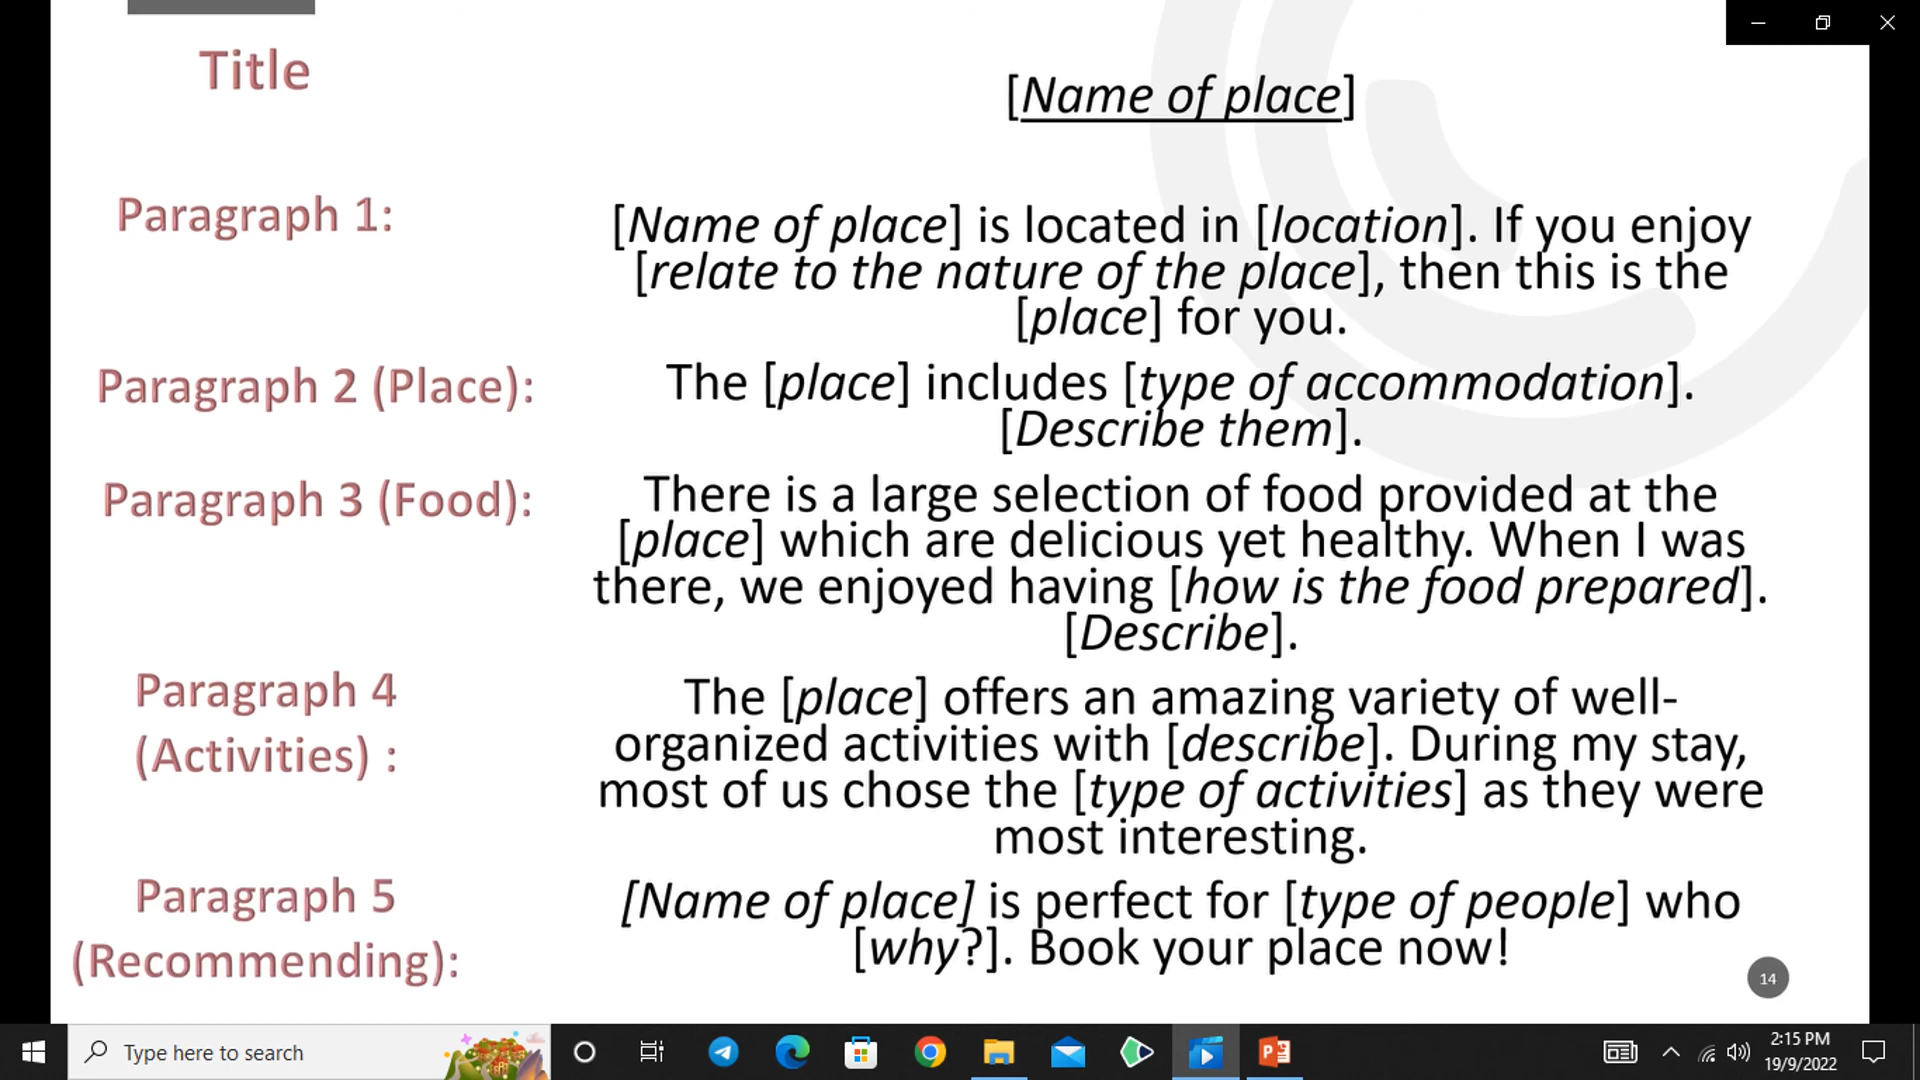 Title
[Name of place]
Paragraph 1:
[Name of place] is located in [location]. If you enjoy
[relate to the nature of the place], then this is the
[place] for you.
Paragraph 2 (Place):
The [place] includes [type of accommodation].
[Describe them].
Paragraph 3 (Food):
There is a large selection of food provided at the
[place] which are delicious yet healthy. When I was
there, we enjoyed having [how is the food prepared].
[Describe].
Paragraph 4
(Activities) :
The [place] offers an amazing variety of well-
organized activities with [describe]. During my stay,
most of us chose the [type of activities] as they were
most interesting.
Paragraph 5
(Recommending):
[Name of place] is perfect for [type of people] who
[why?]. Book your place now!
14
Type here to search
2:15 PM
19/9/2022